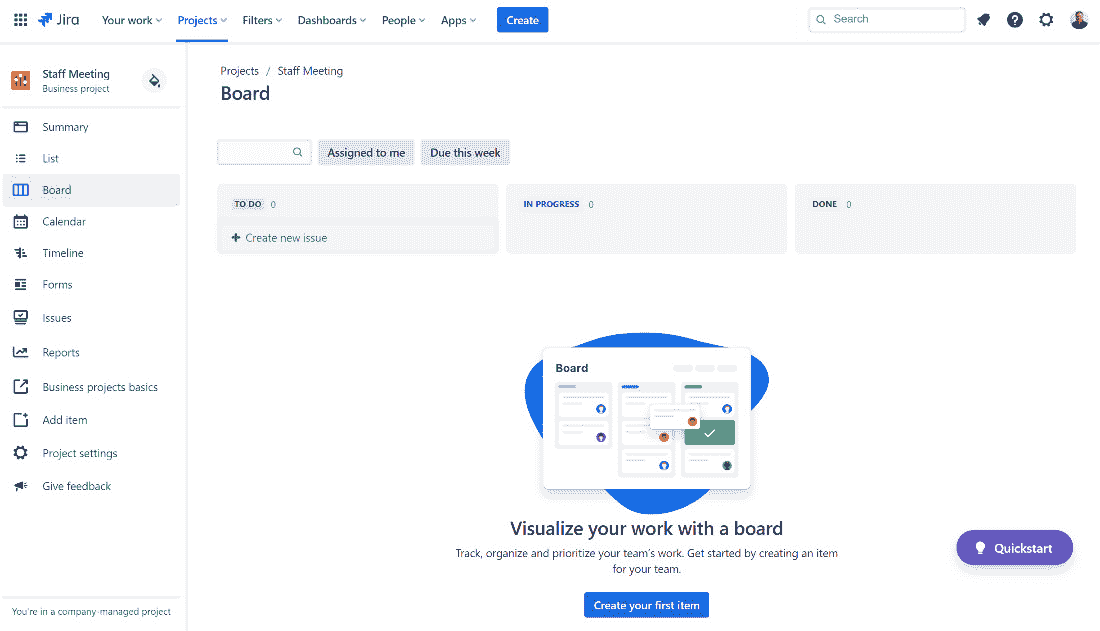 Jira
Your work
Projects
Filters
Dashboards
People
Apps
Create
Search
Staff Meeting
Business project
Summary
List
Board
Calendar
Timeline
Forms
Issues
Reports
Business projects basics
Add item
Project settings
Give feedback
You're in a company-managed project
Projects / Staff Meeting
Board
Assigned to me
Due this week
TO DO 0
IN PROGRESS 0
DONE 0
+ Create new issue
Board
Visualize your work with a board
Track, organize and prioritize your team's work. Get started by creating an item
for your team.
Create your first item
Quickstart